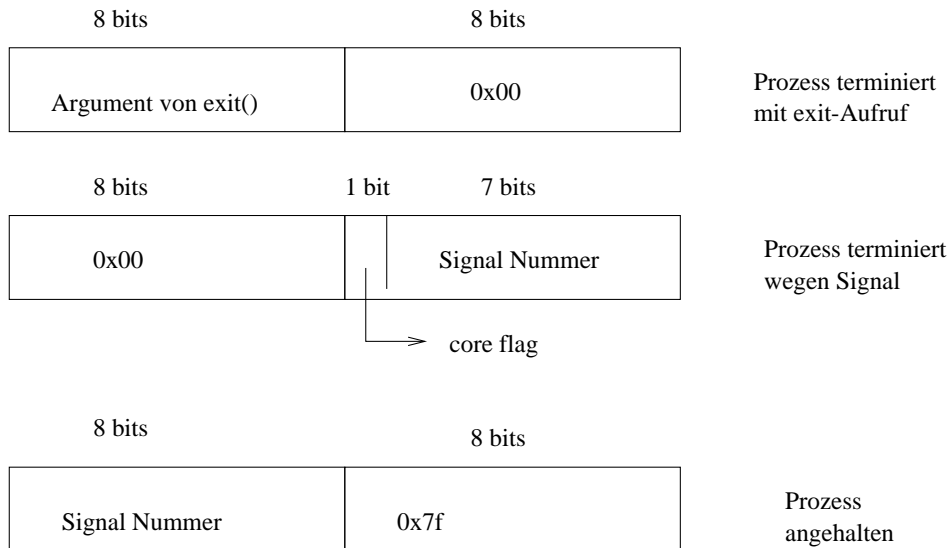 8 bits
8 bits
Argument von exit()
0x00
Prozess terminiert
mit exit-Aufruf
8 bits
1 bit
7 bits
0x00
Signal Nummer
Prozess terminiert
wegen Signal
core flag
8 bits
8 bits
Signal Nummer
0x7f
Prozess
angehalten